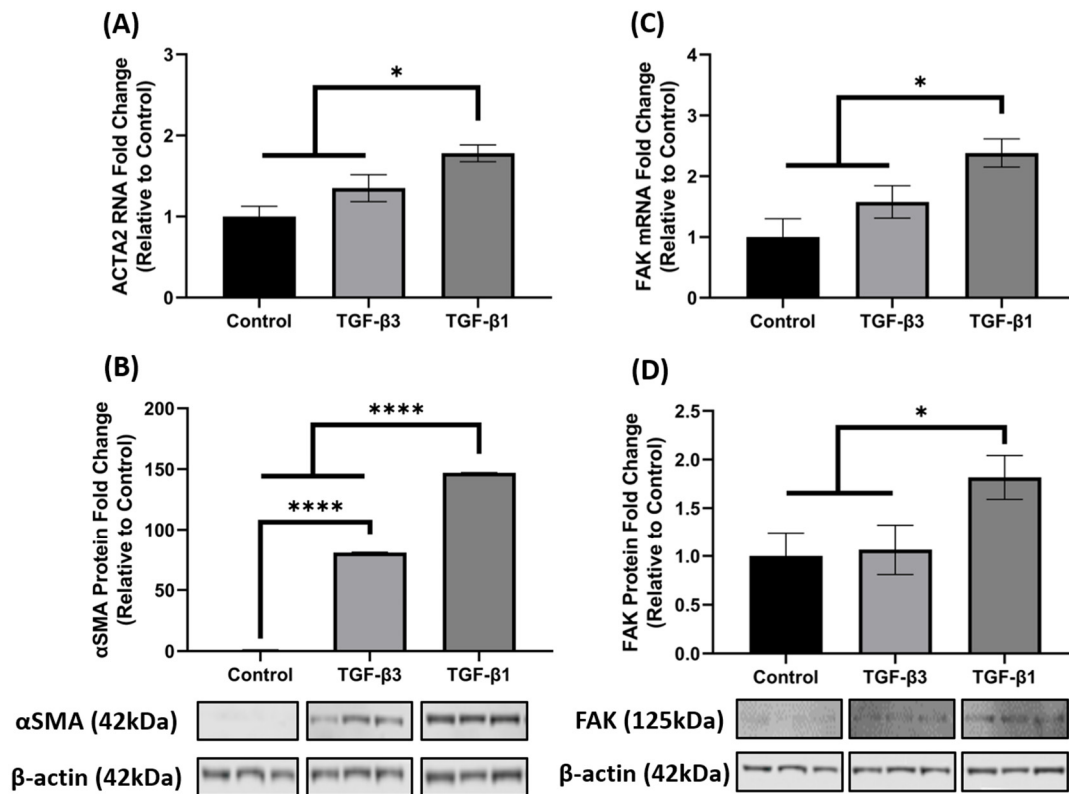 (A)
ACTA2 RNA Fold Change
(Relative to Control)
3
2
1
0
*
Control TGF-β3 TGF-β1
(B)
αSMA Protein Fold Change
(Relative to Control)
200
150
100
50
0
****
****
Control TGF-β3 TGF-β1
αSMA (42kDa)
β-actin (42kDa)
(C)
FAK mRNA Fold Change
(Relative to Control)
4
3
2
1
0
*
Control TGF-β3 TGF-β1
(D)
FAK Protein Fold Change
(Relative to Control)
2.5
2.0
1.5
1.0
0.5
0.0
*
Control TGF-β3 TGF-β1
FAK (125kDa)
β-actin (42kDa)